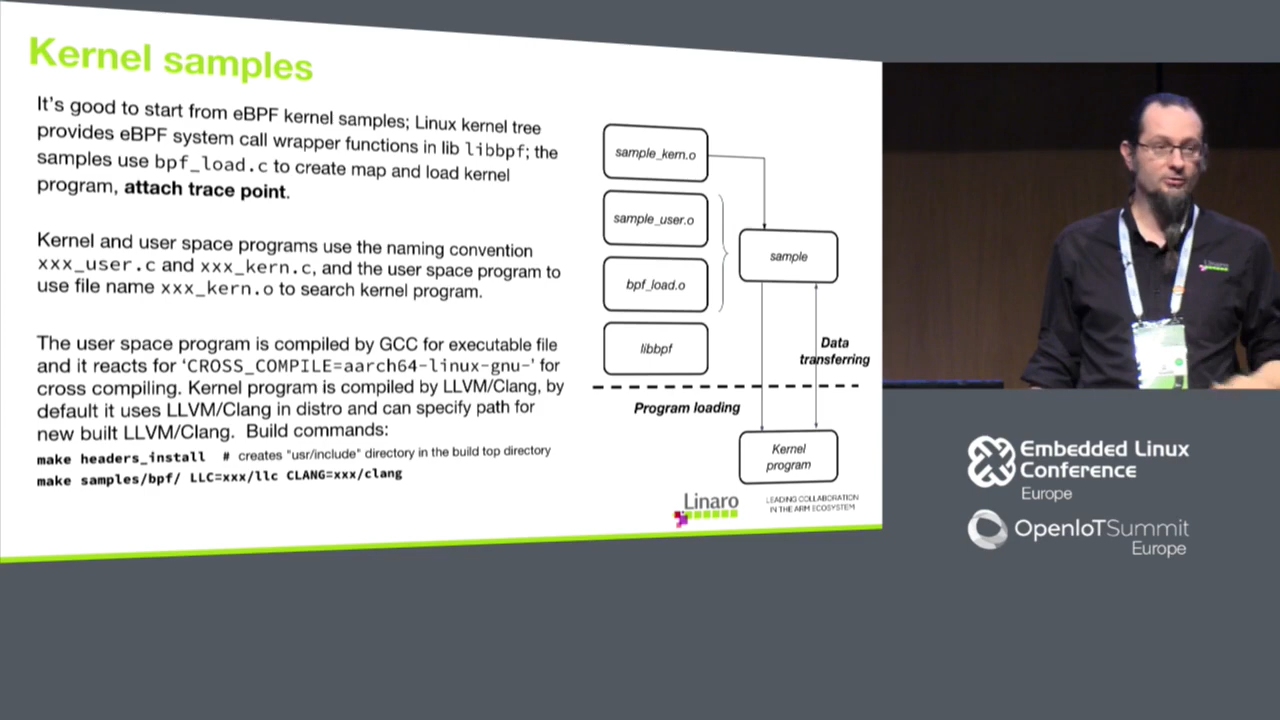 Kernel samples
It's good to start from eBPF kernel samples; Linux kernel tree
provides eBPF system call wrapper functions in lib libbpf; the
samples use bpf_load.c to create map and load kernel
program, attach trace point.
Kernel and user space programs use the naming convention
xxx_user.c and xxx_kern.c, and the user space program to
use file name xxx_kern.o to search kernel program.
The user space program is compiled by GCC for executable file
and it reacts for 'CROSS_COMPILE=aarch64-linux-gnu-' for
cross compiling. Kernel program is compiled by LLVM/Clang, by
default it uses LLVM/Clang in distro and can specify path for
new built LLVM/Clang. Build commands:
make headers_install # creates "usr/include" directory in the build top directory
make samples/bpf/ LLC=xxx/llc CLANG=xxx/clang
sample_kern.o
sample_user.o
bpf_load.o
libbpf
sample
Data
transferring
Program loading
Kernel
program
Linaro
LEADING COLLABORATION
IN THE ARM ECOSYSTEM
Linaro
Embedded Linux
Conference
Europe
OpenIoTSummit
Europe